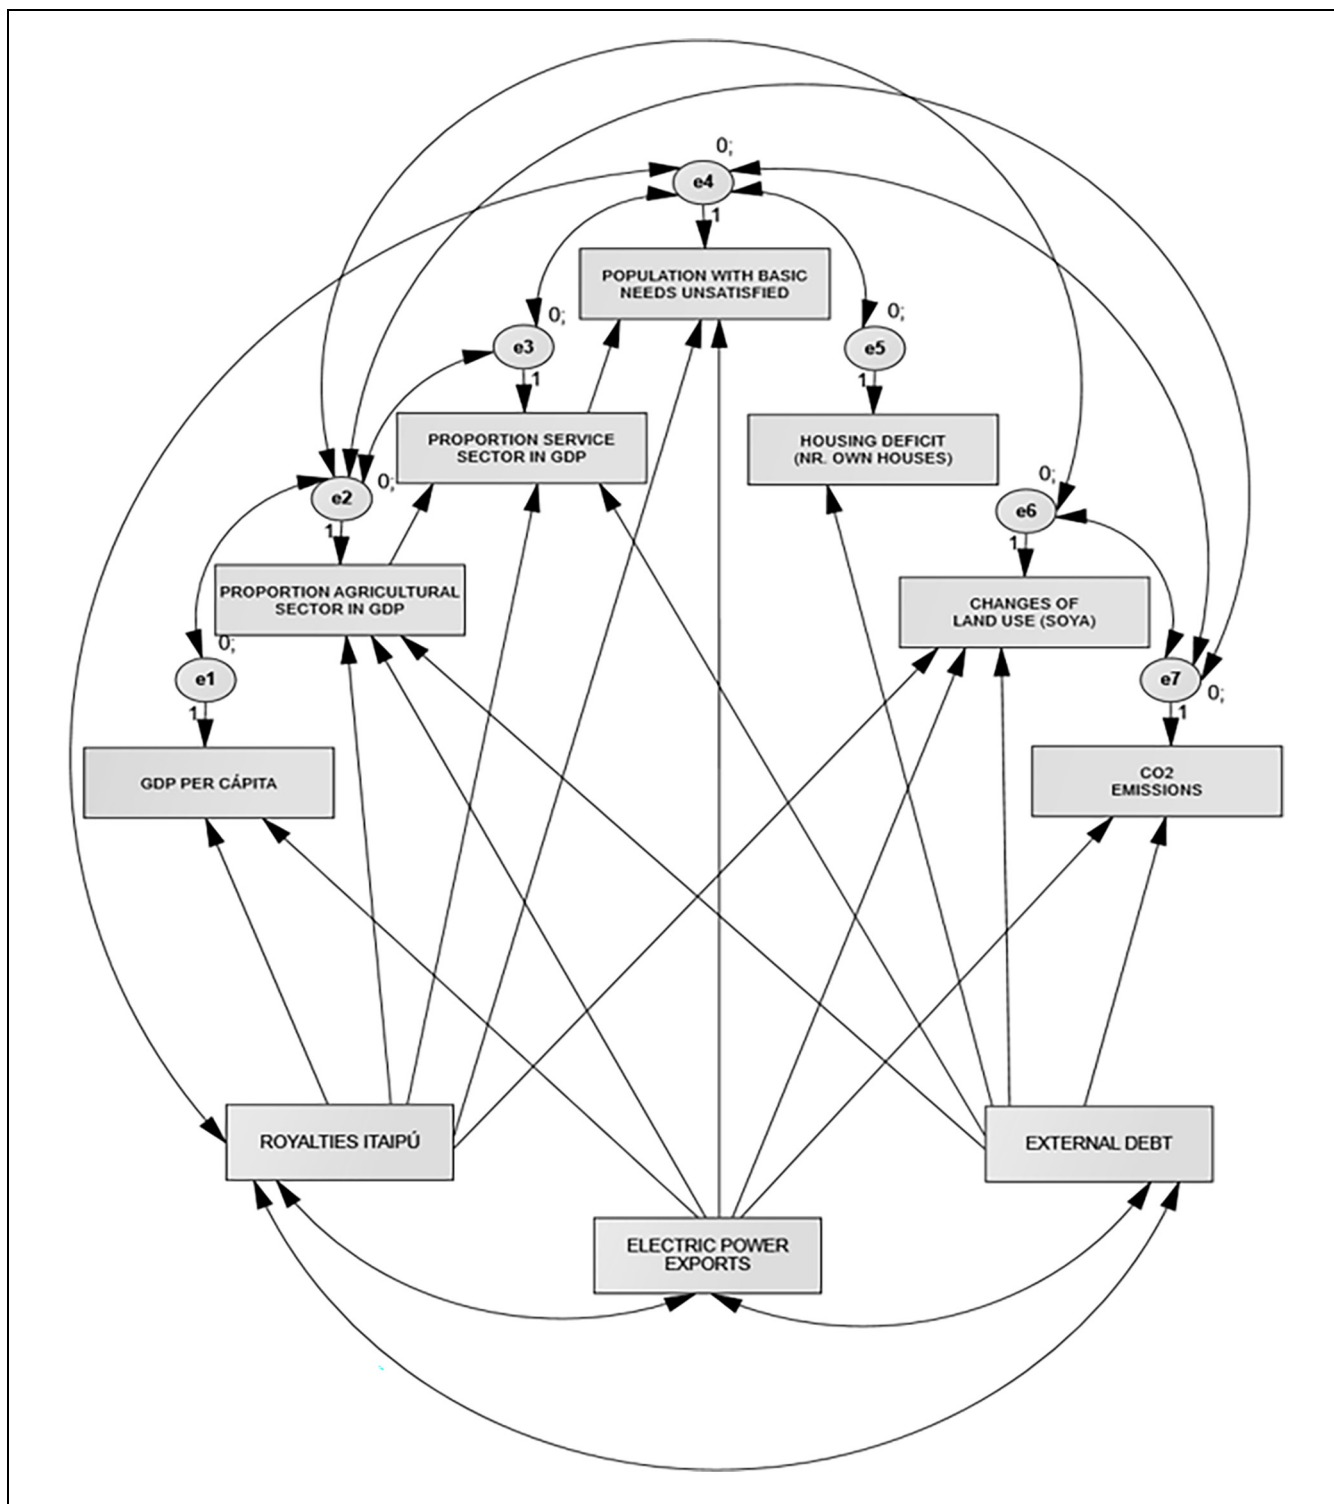 0;
e4
1
POPULATION WITH BASIC
NEEDS UNSATISFIED
0;
e3
1
0;
e5
1
PROPORTION SERVICE
SECTOR IN GDP
HOUSING DEFICIT
(NR. OWN HOUSES)
0;
e2
1
0;
e6
1
PROPORTION AGRICULTURAL
SECTOR IN GDP
CHANGES OF
LAND USE (SOYA)
0;
e1
1
e7
0;
1
GDP PER CÁPITA
CO2
EMISSIONS
ROYALTIES ITAIPÚ
EXTERNAL DEBT
ELECTRIC POWER
EXPORTS